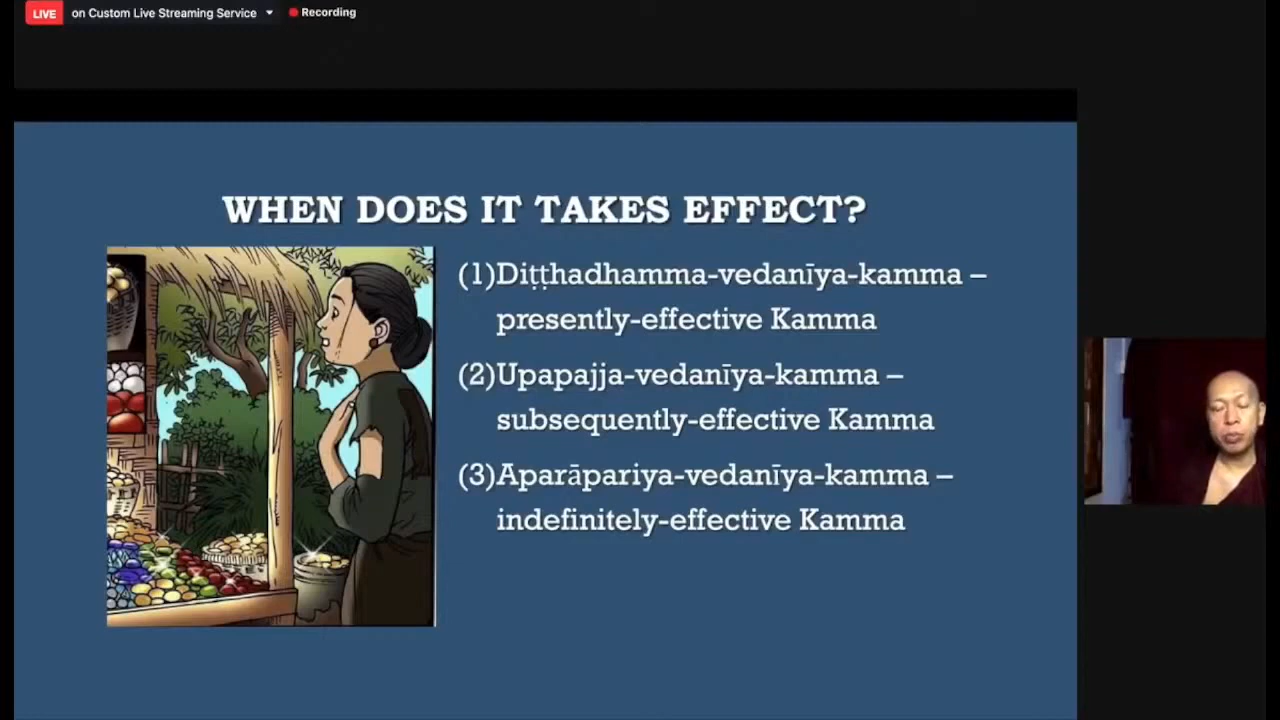 LIVE on Custom Live Streaming Service Recording
WHEN DOES IT TAKES EFFECT?
(1)Diṭṭhadhamma-vedanīya-kamma –
presently-effective Kamma
(2)Upapajja-vedanīya-kamma –
subsequently-effective Kamma
(3)Aparāpariya-vedanīya-kamma –
indefinitely-effective Kamma